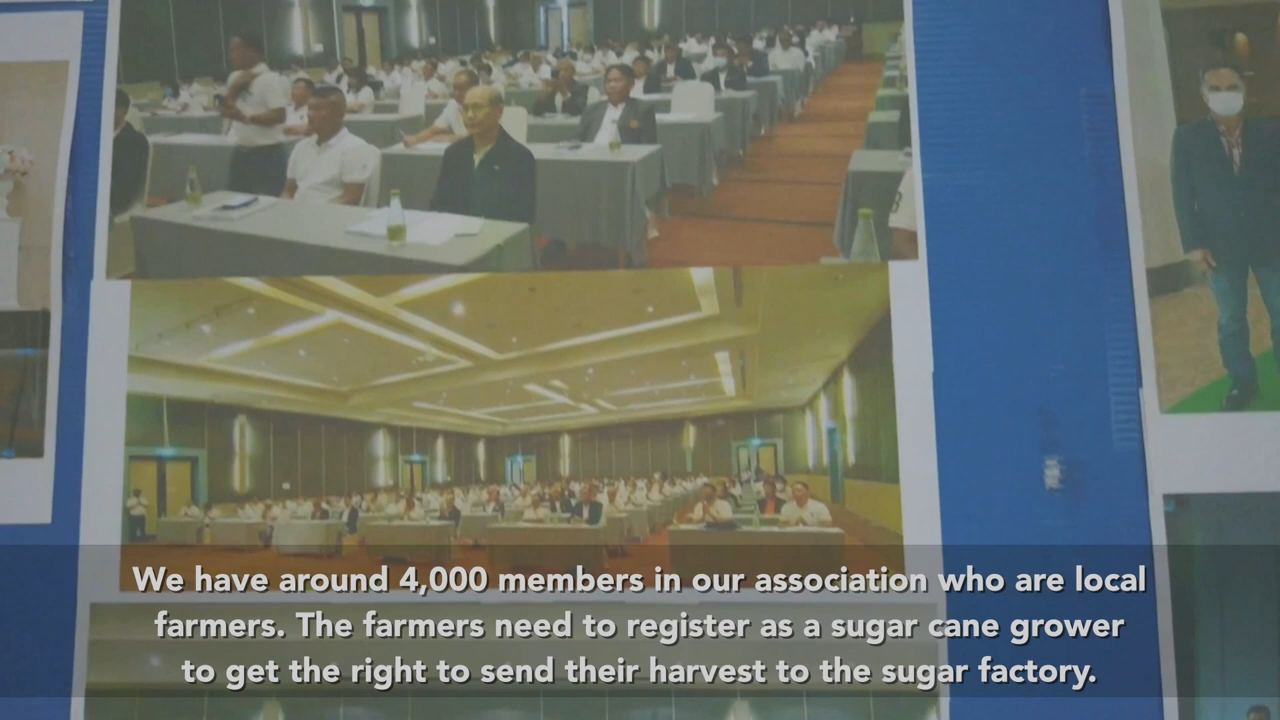 We have around 4,000 members in our association who are local
farmers. The farmers need to register as a sugar cane grower
to get the right to send their harvest to the sugar factory.